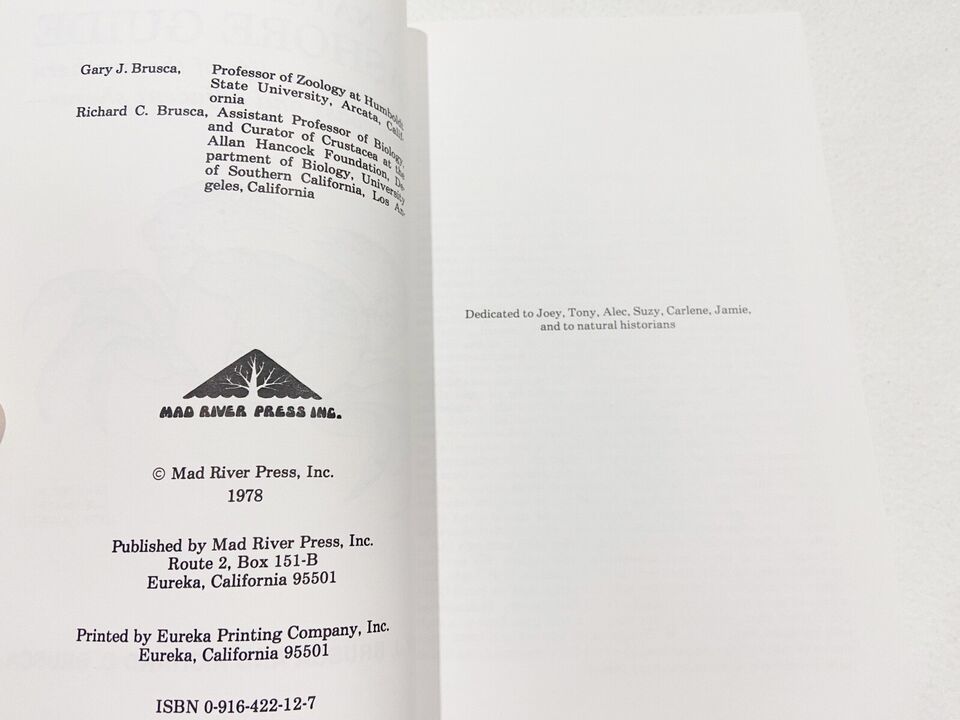 SHORE GUIDE
Gary J. Brusca, Professor of Zoology at Humboldt
State University, Arcata, Calif
ornia
Richard C. Brusca, Assistant Professor of Biology,
and Curator of Crustacea at the
Allan Hancock Foundation, De-
partment of Biology, University
of Southern California, Los An-
geles, California
MAD RIVER PRESS INC.
© Mad River Press, Inc.
1978
Published by Mad River Press, Inc.
Route 2, Box 151-B
Eureka, California 95501
Printed by Eureka Printing Company, Inc.
Eureka, California 95501
ISBN 0-916-422-12-7
Dedicated to Joey, Tony, Alec, Suzy, Carlene, Jamie,
and to natural historians